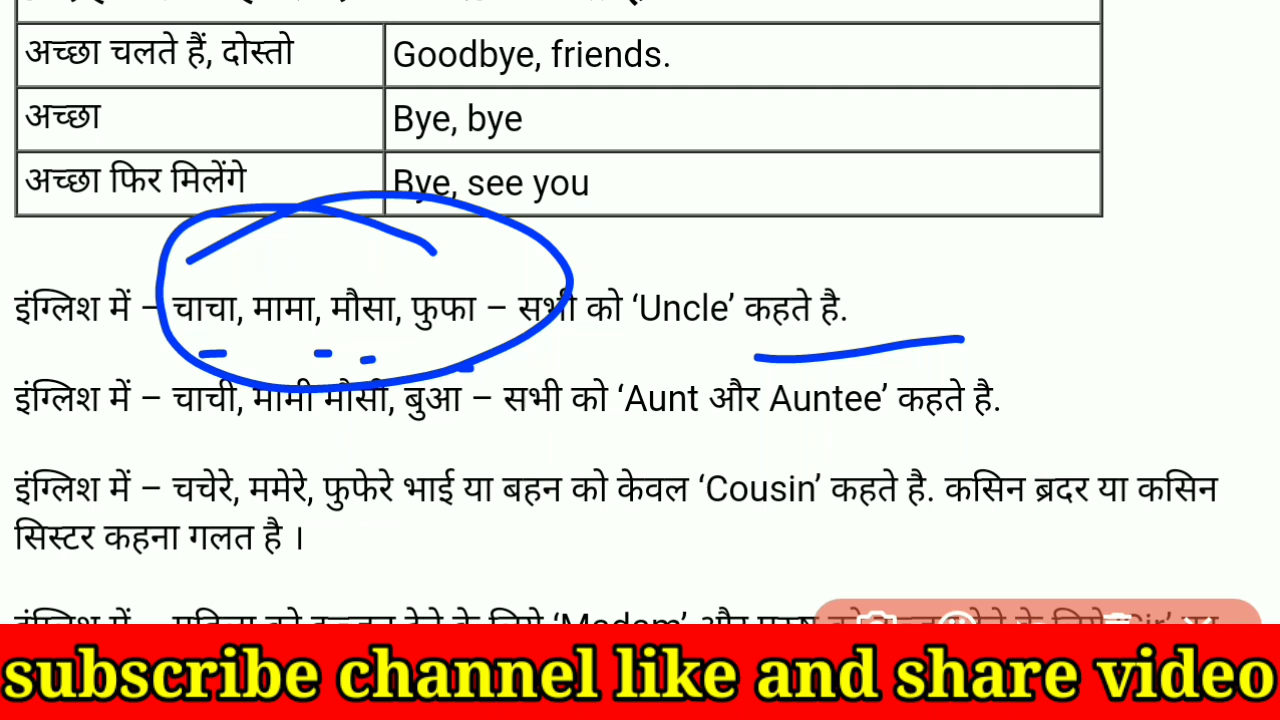 अच्छा चलते हैं, दोस्तो Goodbye, friends.
अच्छा Bye, bye
अच्छा फिर मिलेंगे Bye, see you
इंग्लिश में – चाचा, मामा, मौसा, फुफा – सभी को ‘Uncle’ कहते है.
इंग्लिश में – चाची, मामी मौसी, बुआ – सभी को ‘Aunt और Auntee’ कहते है.
इंग्लिश में – चचेरे, ममेरे, फुफेरे भाई या बहन को केवल ‘Cousin’ कहते है. कसिन ब्रदर या कसिन
सिस्टर कहना गलत है ।
subscribe channel like and share video